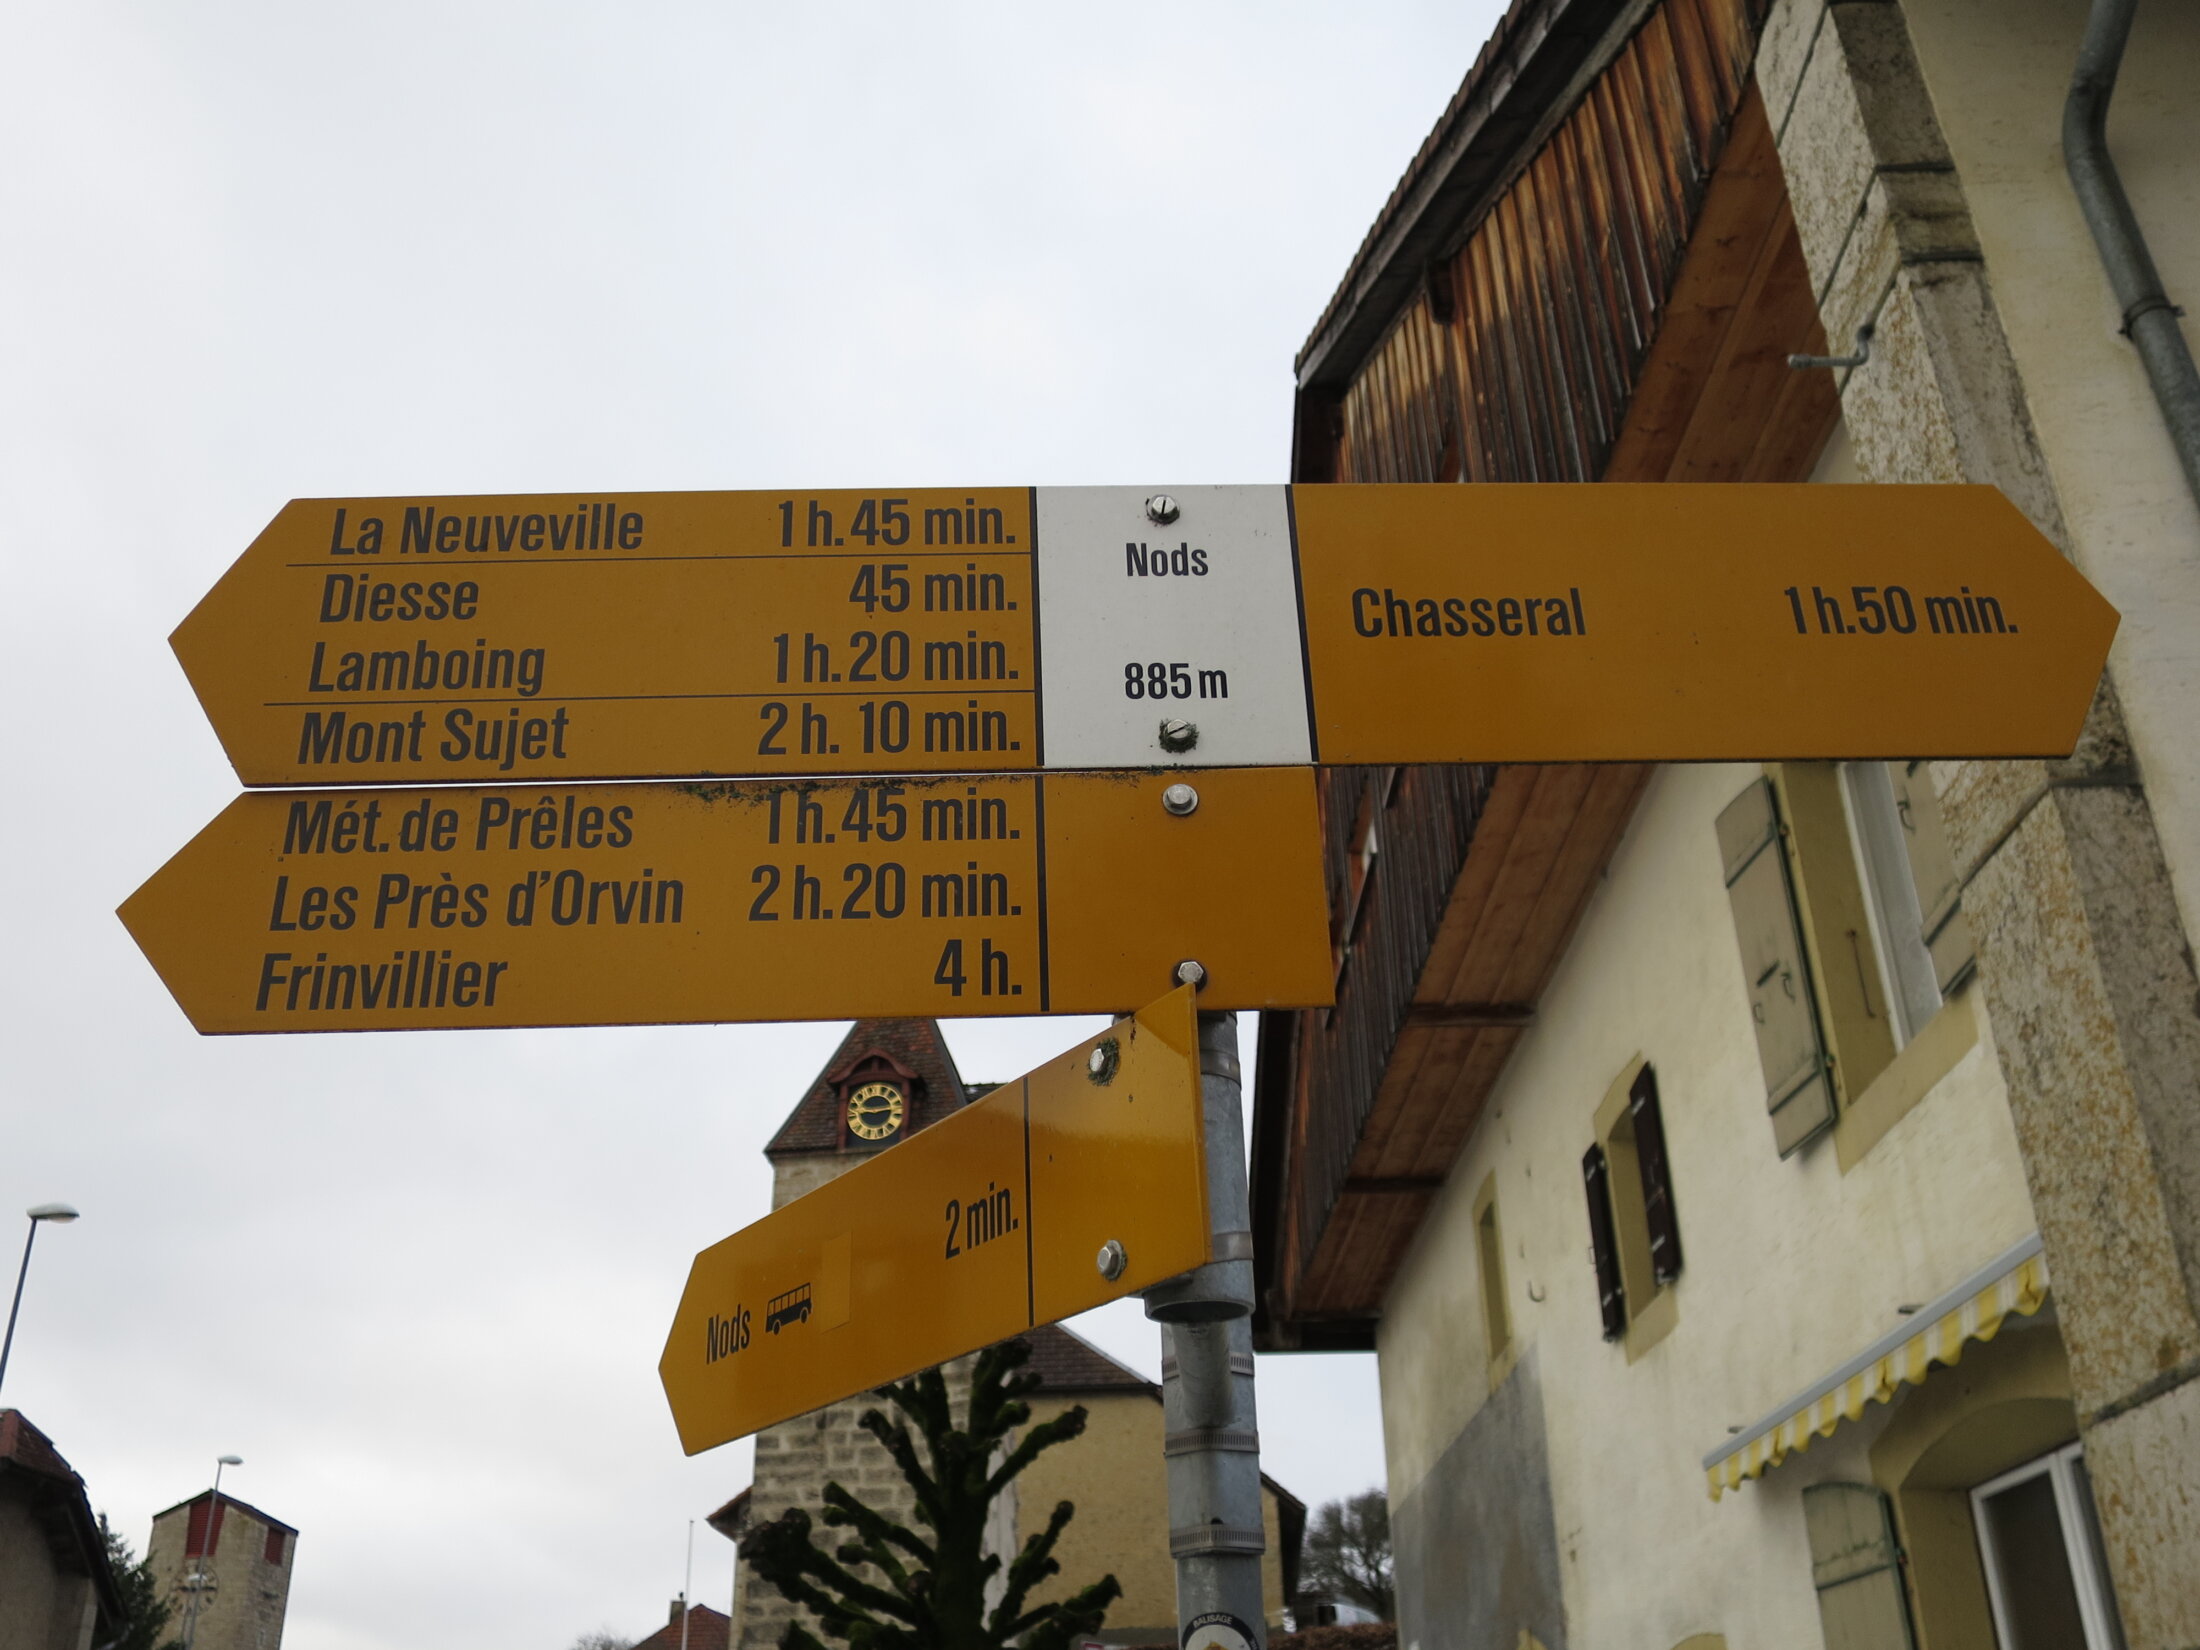 La Neuveville 1 h. 45 min.
Diesse 45 min.
Lamboing 1 h. 20 min.
Mont Sujet 2 h. 10 min.
Nods
885 m
Chasseral 1 h. 50 min.
Mét. de Prêles 1 h. 45 min.
Les Près d'Orvin 2 h. 20 min.
Frinvillier 4 h.
Nods 2 min.
BALISAGE